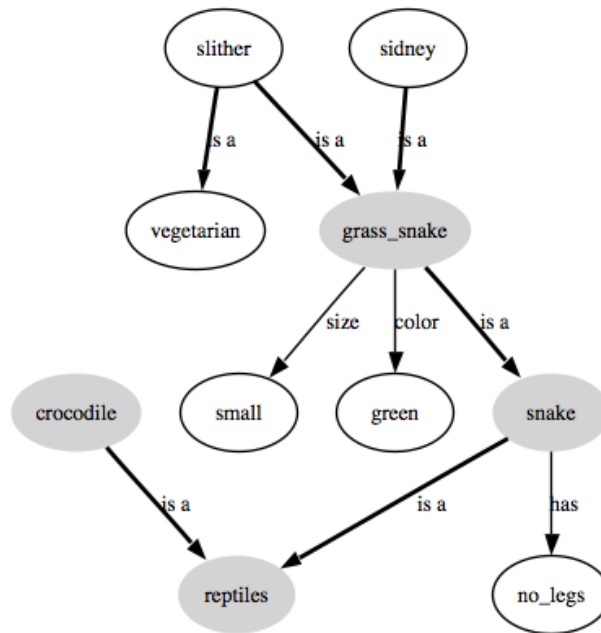 slither
sidney
is a
is a
is a
vegetarian
grass_snake
size
color
is a
crocodile
small
green
snake
is a
is a
has
reptiles
no_legs